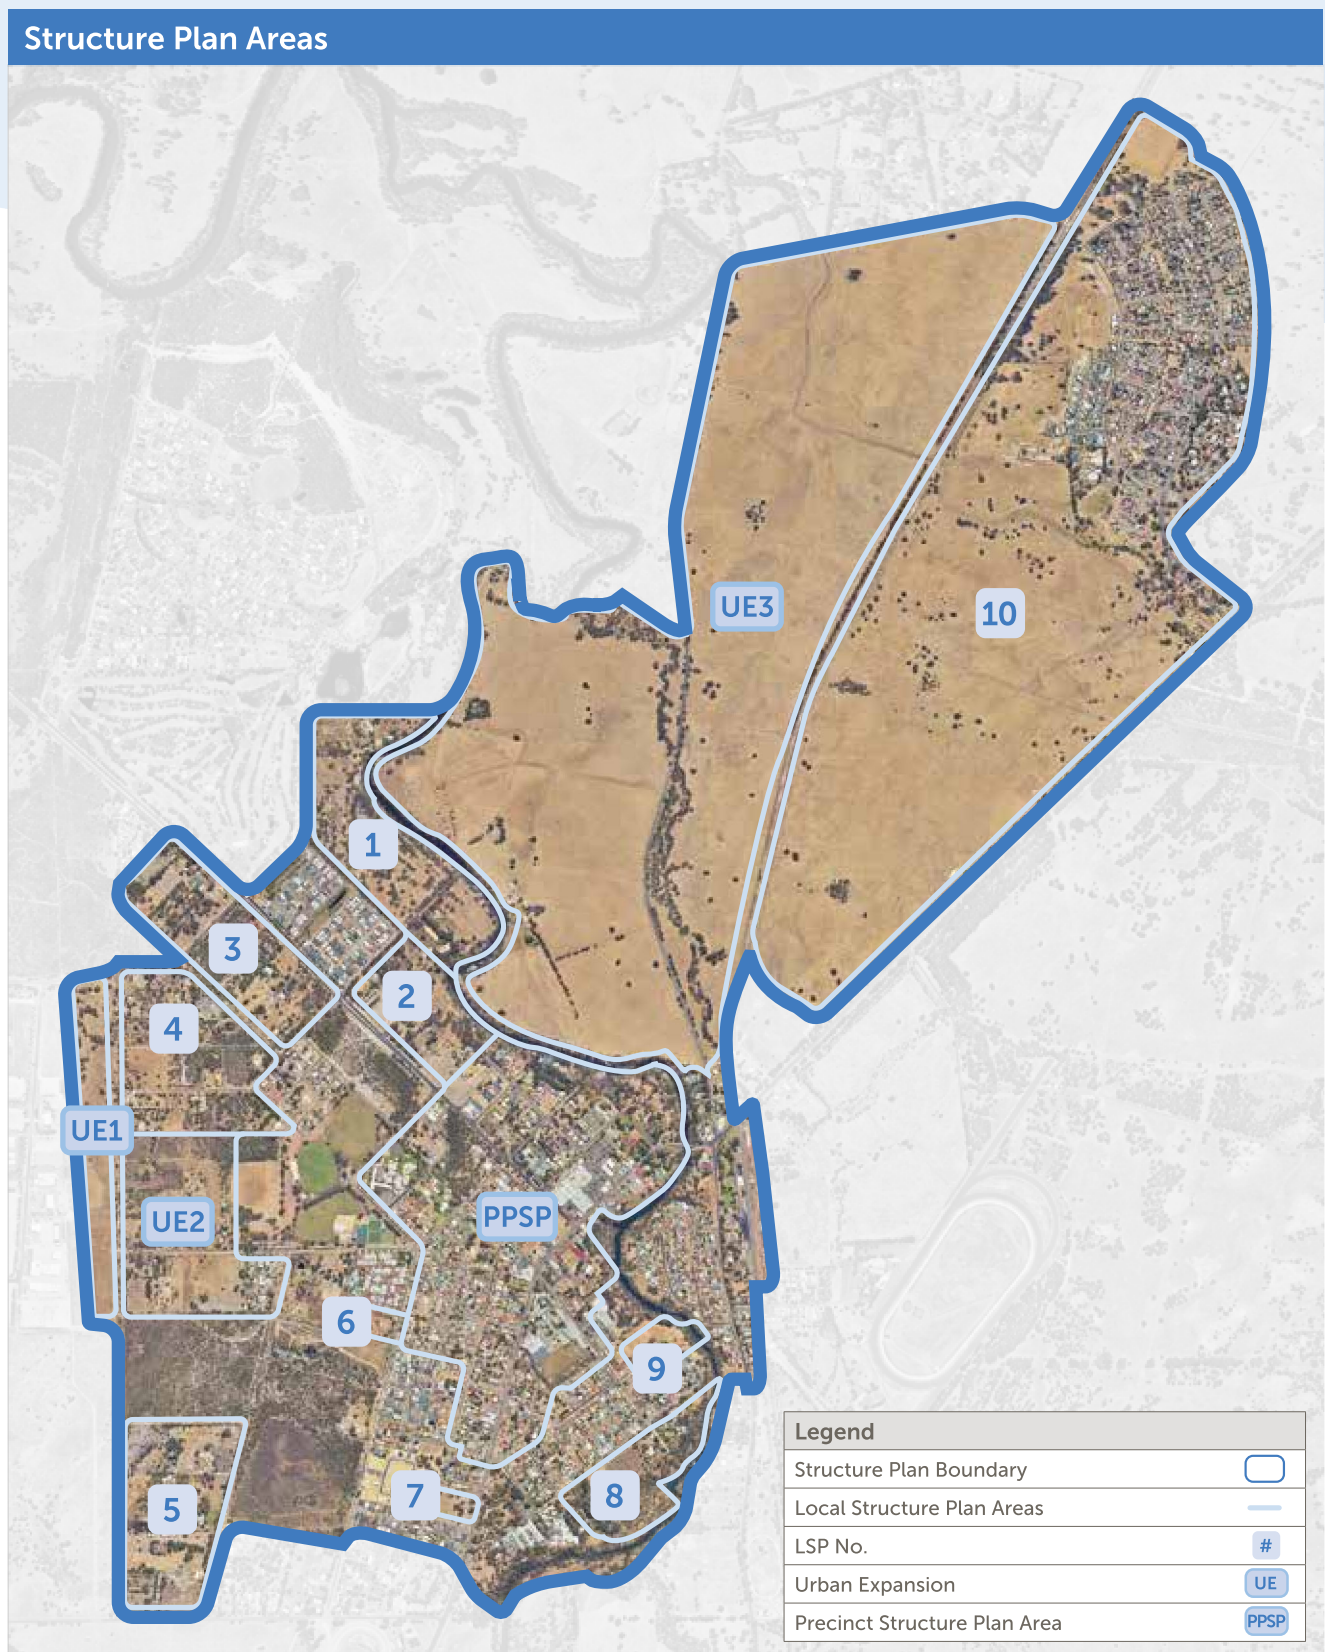 Structure Plan Areas
UE3
10
1
3
2
4
UE1
UE2
PPSP
6
9
7
8
5
Legend
Structure Plan Boundary
Local Structure Plan Areas
LSP No. #
Urban Expansion UE
Precinct Structure Plan Area PPSP